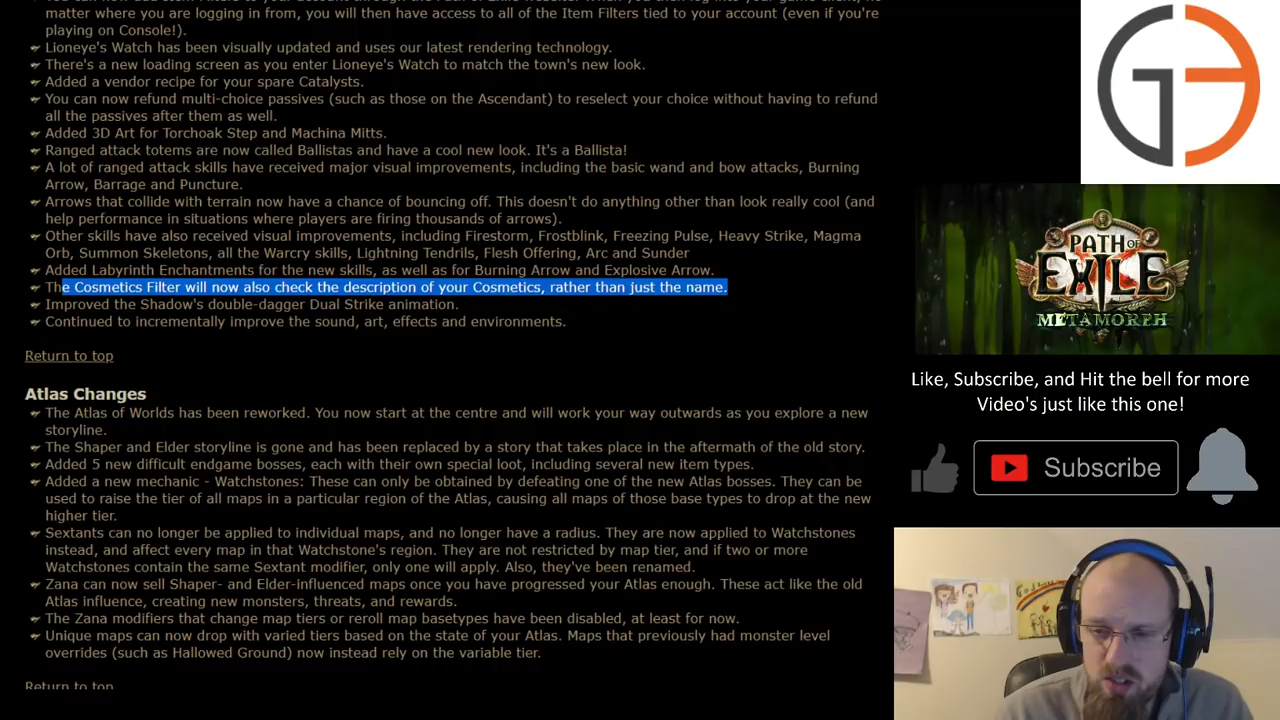 You can now add Item Filters to your account through the Path of Exile website. When you then log into your game client, no
matter where you are logging in from, you will then have access to all of the Item Filters tied to your account (even if you're
playing on Console!).
Lioneye's Watch has been visually updated and uses our latest rendering technology.
There's a new loading screen as you enter Lioneye's Watch to match the town's new look.
Added a vendor recipe for your spare Catalysts.
You can now refund multi-choice passives (such as those on the Ascendant) to reselect your choice without having to refund
all the passives after them as well.
Added 3D Art for Torchoak Step and Machina Mitts.
Ranged attack totems are now called Ballistas and have a cool new look. It's a Ballista!
A lot of ranged attack skills have received major visual improvements, including the basic wand and bow attacks, Burning
Arrow, Barrage and Puncture.
Arrows that collide with terrain now have a chance of bouncing off. This doesn't do anything other than look really cool (and
help performance in situations where players are firing thousands of arrows).
Other skills have also received visual improvements, including Firestorm, Frostblink, Freezing Pulse, Heavy Strike, Magma
Orb, Summon Skeletons, all the Warcry skills, Lightning Tendrils, Flesh Offering, Arc and Sunder
Added Labyrinth Enchantments for the new skills, as well as for Burning Arrow and Explosive Arrow.
The Cosmetics Filter will now also check the description of your Cosmetics, rather than just the name.
Improved the Shadow's double-dagger Dual Strike animation.
Continued to incrementally improve the sound, art, effects and environments.
Return to top
Atlas Changes
The Atlas of Worlds has been reworked. You now start at the centre and will work your way outwards as you explore a new
storyline.
The Shaper and Elder storyline is gone and has been replaced by a story that takes place in the aftermath of the old story.
Added 5 new difficult endgame bosses, each with their own special loot, including several new item types.
Added a new mechanic - Watchstones: These can only be obtained by defeating one of the new Atlas bosses. They can be
used to raise the tier of all maps in a particular region of the Atlas, causing all maps of those base types to drop at the new
higher tier.
Sextants can no longer be applied to individual maps, and no longer have a radius. They are now applied to Watchstones
instead, and affect every map in that Watchstone's region. They are not restricted by map tier, and if two or more
Watchstones contain the same Sextant modifier, only one will apply. Also, they've been renamed.
Zana can now sell Shaper- and Elder-influenced maps once you have progressed your Atlas enough. These act like the old
Atlas influence, creating new monsters, threats, and rewards.
The Zana modifiers that change map tiers or reroll map basetypes have been disabled, at least for now.
Unique maps can now drop with varied tiers based on the state of your Atlas. Maps that previously had monster level
overrides (such as Hallowed Ground) now instead rely on the variable tier.
Return to top
PATH OF
EXILE
METAMORPH
Like, Subscribe, and Hit the bell for more
Video's just like this one!
Subscribe